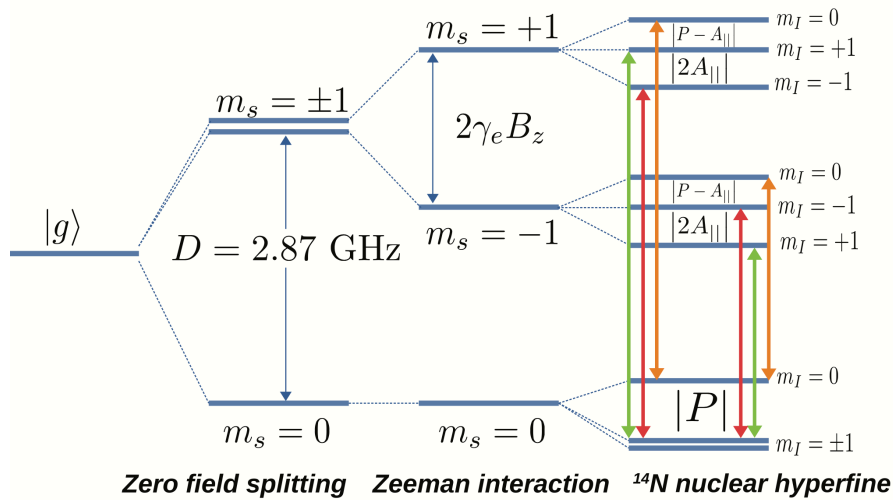 |g⟩
m_s = ±1
D = 2.87 GHz
m_s = 0
m_s = +1
2γ_eB_z
m_s = −1
m_s = 0
m_I = 0
|P − A_||||
m_I = +1
|2A_||||
m_I = −1
m_I = 0
|P − A_||||
m_I = −1
|2A_||||
m_I = +1
m_I = 0
|P|
m_I = ±1
Zero field splitting
Zeeman interaction
¹⁴N nuclear hyperfine